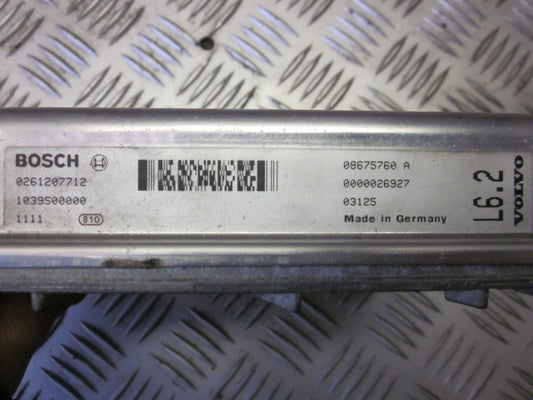 BOSCH
0261207712
1039S00000
1111 810
08675760 A
0000026927
03125
Made in Germany
L6.2
VOLVO